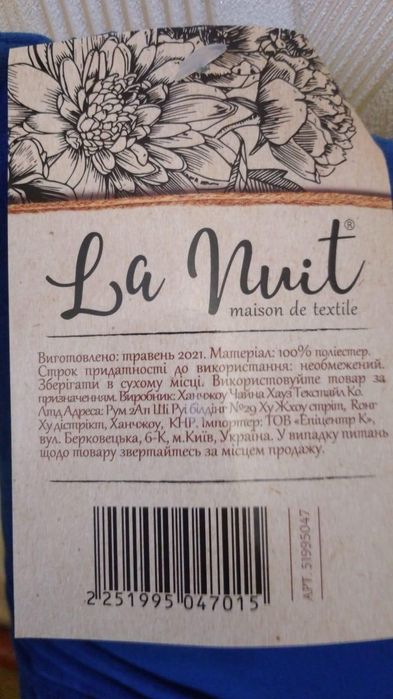 La Nuit®
maison de textile
Виготовлено: травень 2021. Матеріал: 100% поліестер.
Строк придатності до використання: необмежений.
Зберігати в сухому місці. Використовуйте товар за
призначенням. Виробник: Ханчжоу Чайна Хауз Текстайл Ко.
Лтд Адреса: Рум 2А11 Ші Руі білдінг №29 Ху Жхоу стріт, Гонг
Ху дістрікт, Ханчжоу, КНР. Імпортер: ТОВ «Епіцентр К»,
вул. Берковецька, 6-К, м.Київ, Україна. У випадку питань
щодо товару звертайтесь за місцем продажу.
2 251995 047015
АРТ. 51995047